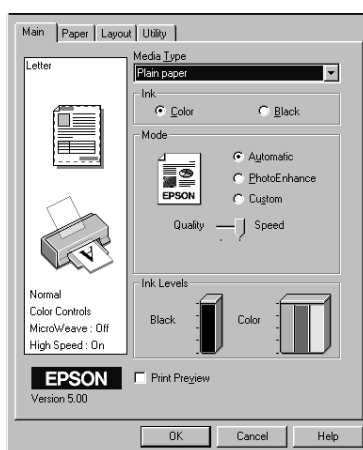 Main Paper Layout Utility
Letter
Media Type
Plain paper
Ink
Color Black
Mode
EPSON
Automatic
PhotoEnhance
Custom
Quality Speed
A
Normal
Color Controls
MicroWeave : Off
High Speed : On
Ink Levels
Black Color
EPSON
Version 5.00
Print Preview
OK Cancel Help